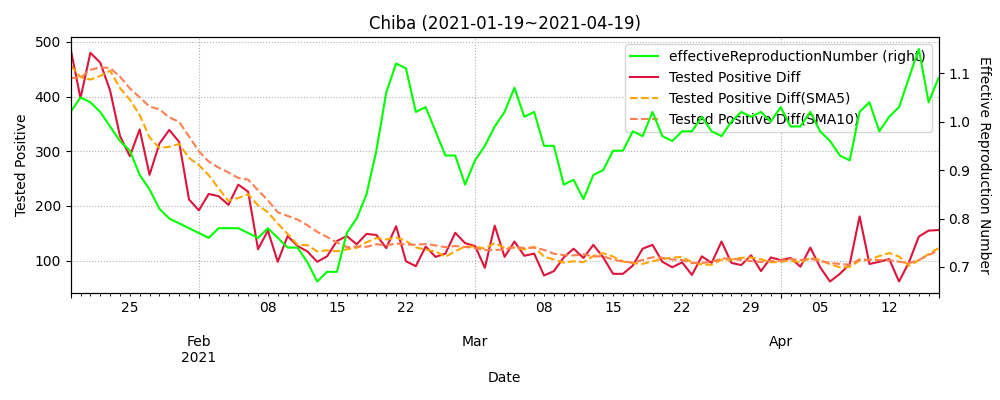 Chiba (2021-01-19~2021-04-19)
500
400
300
200
100
Tested Positive
effectiveReproductionNumber (right)
Tested Positive Diff
Tested Positive Diff(SMA5)
Tested Positive Diff(SMA10)
1.1
1.0
0.9
0.8
0.7
Effective Reproduction Number
25 08 15 22 08 15 22 29 05 12
Feb Mar Apr
2021
Date